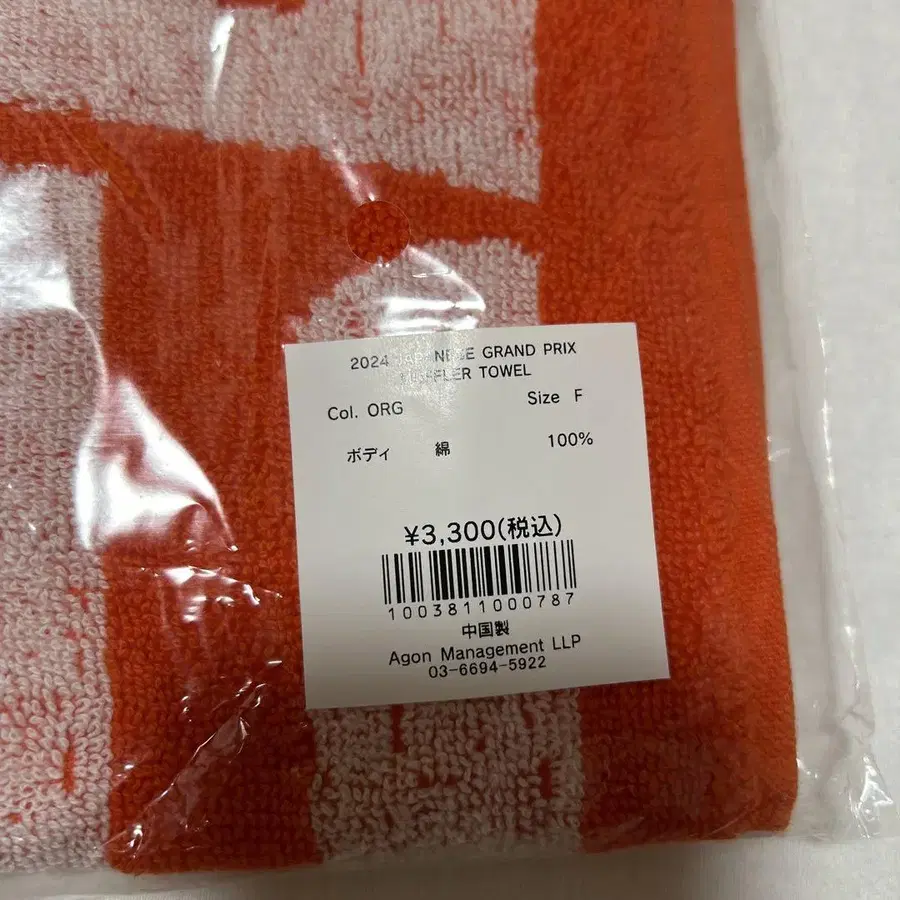 2024 JAPANESE GRAND PRIX
MUFFLER TOWEL
Col. ORG Size F
ボディ 綿 100%
¥3,300(税込)
1003811000787
中国製
Agon Management LLP
03-6694-5922